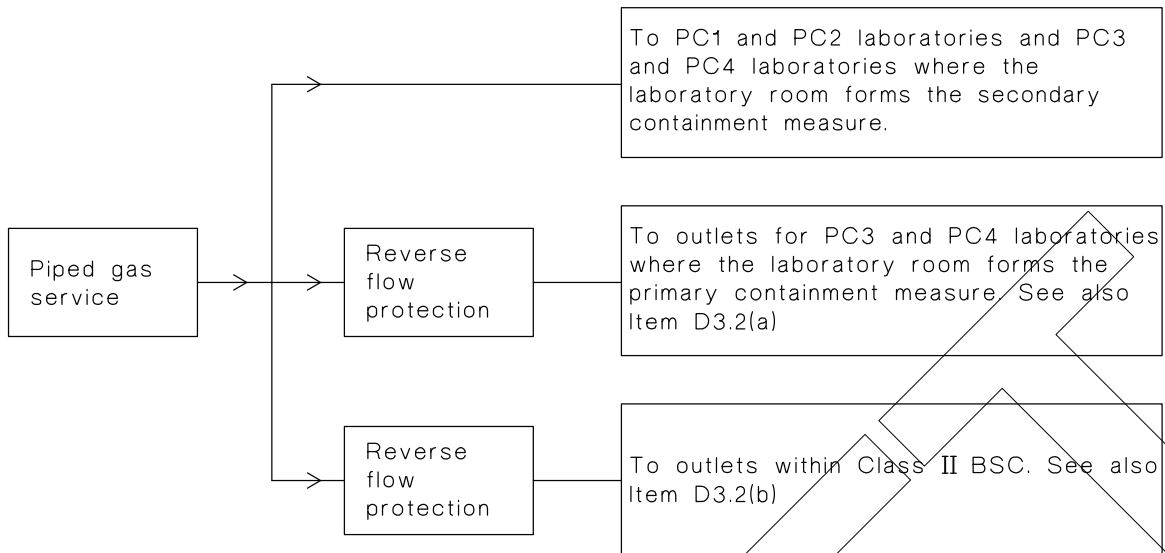 To PC1 and PC2 laboratories and PC3
and PC4 laboratories where the
laboratory room forms the secondary
containment measure.
Piped gas
service
Reverse
flow
protection
To outlets for PC3 and PC4 laboratories
where the laboratory room forms the
primary containment measure. See also
Item D3.2(a)
Reverse
flow
protection
To outlets within Class II BSC. See also
Item D3.2(b)